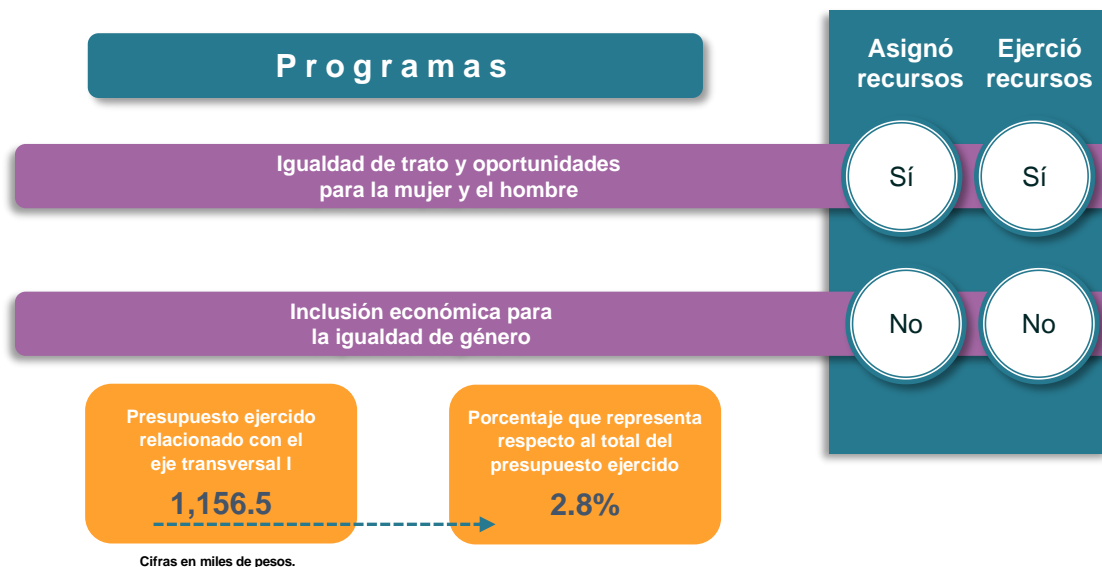 Programas
Asignó
recursos
Ejerció
recursos
Igualdad de trato y oportunidades
para la mujer y el hombre
Sí
Sí
Inclusión económica para
la igualdad de género
No
No
Presupuesto ejercido
relacionado con el
eje transversal I
1,156.5
Porcentaje que representa
respecto al total del
presupuesto ejercido
2.8%
Cifras en miles de pesos.